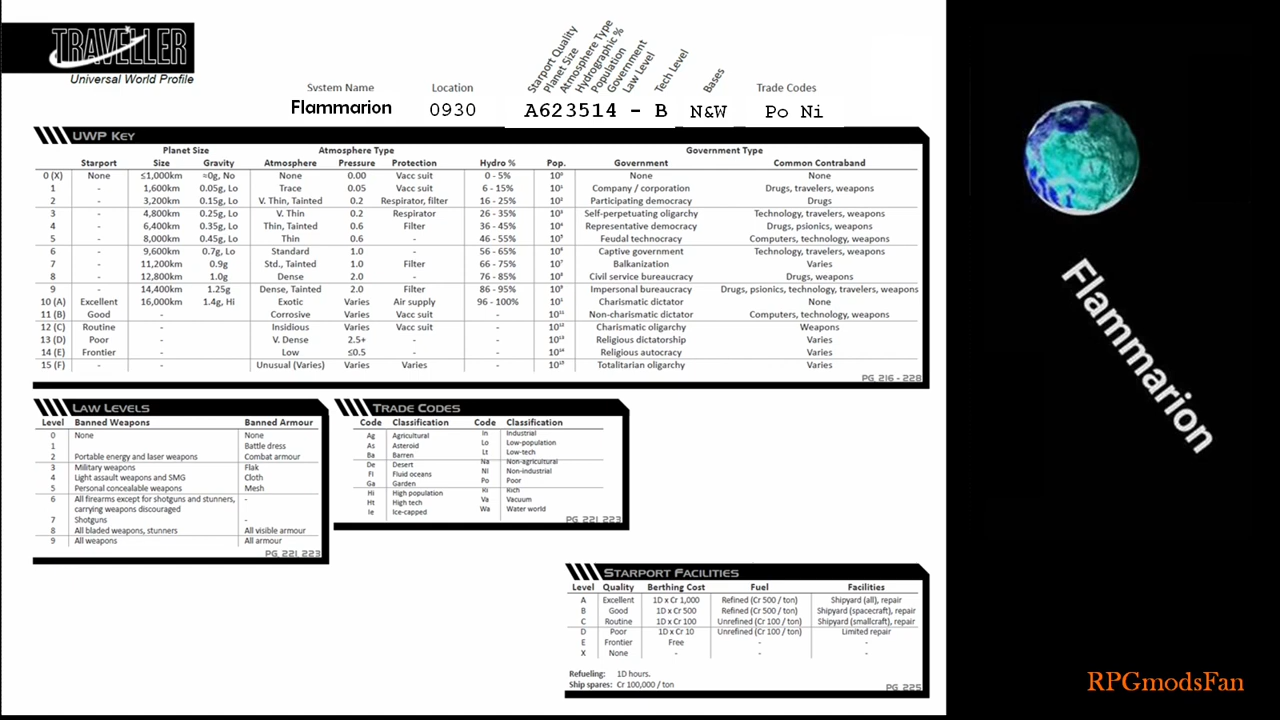 TRAVELLER
Universal World Profile
Starport Quality
Planet Size
Atmosphere Type
Hydrographic %
Population
Government
Law Level
Tech Level
Bases
System Name Location Trade Codes
Flammarion 0930 A623514 - B N&W Po Ni
UWP Key
Planet Size Atmosphere Type Government Type
Starport Size Gravity Atmosphere Pressure Protection Hydro % Pop. Government Common Contraband
0 (X) None ≤1,000km ≈0g, No None 0.00 Vacc suit 0 - 5% 10⁰ None None
1 - 1,600km 0.05g, Lo Trace 0.05 Vacc suit 6 - 15% 10¹ Company / corporation Drugs, travelers, weapons
2 - 3,200km 0.15g, Lo V. Thin, Tainted 0.2 Respirator, filter 16 - 25% 10² Participating democracy Drugs
3 - 4,800km 0.25g, Lo V. Thin 0.2 Respirator 26 - 35% 10³ Self-perpetuating oligarchy Technology, travelers, weapons
4 - 6,400km 0.35g, Lo Thin, Tainted 0.6 Filter 36 - 45% 10⁴ Representative democracy Drugs, psionics, weapons
5 - 8,000km 0.45g, Lo Thin 0.6 - 46 - 55% 10⁵ Feudal technocracy Computers, technology, weapons
6 - 9,600km 0.7g, Lo Standard 1.0 - 56 - 65% 10⁶ Captive government Technology, travelers, weapons
7 - 11,200km 0.9g Std., Tainted 1.0 Filter 66 - 75% 10⁷ Balkanization Varies
8 - 12,800km 1.0g Dense 2.0 - 76 - 85% 10⁸ Civil service bureaucracy Drugs, weapons
9 - 14,400km 1.25g Dense, Tainted 2.0 Filter 86 - 95% 10⁹ Impersonal bureaucracy Drugs, psionics, technology, travelers, weapons
10 (A) Excellent 16,000km 1.4g, Hi Exotic Varies Air supply 96 - 100% Charismatic dictator None
11 (B) Good - Corrosive Varies Vacc suit - 10¹¹ Non-charismatic dictator Computers, technology, weapons
12 (C) Routine - Insidious Varies Vacc suit - 10¹² Charismatic oligarchy Weapons
13 (D) Poor - V. Dense 2.5+ - - 10¹³ Religious dictatorship Varies
14 (E) Frontier - Low ≤0.5 - - 10¹⁴ Religious autocracy Varies
15 (F) - - Unusual (Varies) Varies Varies - 10¹⁵ Totalitarian oligarchy Varies
PG. 216 - 228
Law Levels
Level Banned Weapons Banned Armour
0 None None
1 Battle dress
2 Portable energy and laser weapons Combat armour
3 Military weapons Flak
4 Light assault weapons and SMG Cloth
5 Personal concealable weapons Mesh
6 All firearms except for shotguns and stunners, -
carrying weapons discouraged
7 Shotguns -
8 All bladed weapons, stunners All visible armour
9 All weapons All armour
PG. 221, 223
Trade Codes
Code Classification Code Classification
Ag Agricultural In Industrial
As Asteroid Lo Low-population
Ba Barren Lt Low-tech
De Desert Na Non-agricultural
Fl Fluid oceans NI Non-industrial
Ga Garden Po Poor
Hi High population Ri Rich
Ht High tech Va Vacuum
Ie Ice-capped Wa Water world
PG. 221, 223
Starport Facilities
Level Quality Berthing Cost Fuel Facilities
A Excellent 1D x Cr 1,000 Refined (Cr 500 / ton) Shipyard (all), repair
B Good 1D x Cr 500 Refined (Cr 500 / ton) Shipyard (spacecraft), repair
C Routine 1D x Cr 100 Unrefined (Cr 100 / ton) Shipyard (smallcraft), repair
D Poor 1D x Cr 10 Unrefined (Cr 100 / ton) Limited repair
E Frontier Free - -
X None - - -
Refueling: 1D hours.
Ship spares: Cr 100,000 / ton
PG. 225
Flammarion
RPGmodsFan